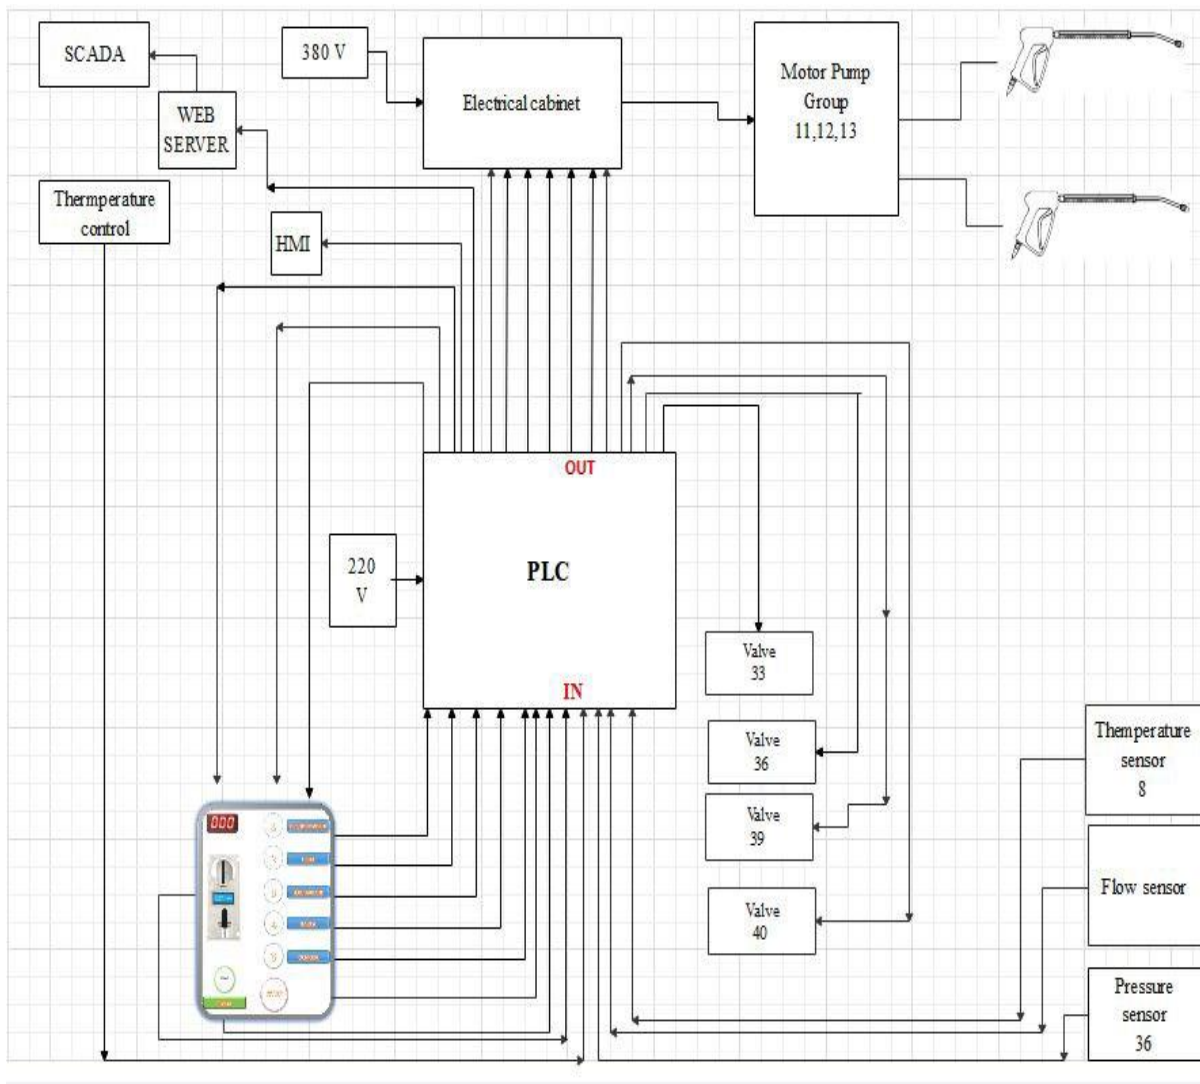 SCADA
380 V
Electrical cabinet
Motor Pump
Group
11,12,13
WEB
SERVER
Thermperature
control
HMI
OUT
220
V
PLC
IN
Valve
33
Valve
36
Valve
39
Valve
40
Themperature
sensor
8
Flow sensor
Pressure
sensor
36
000